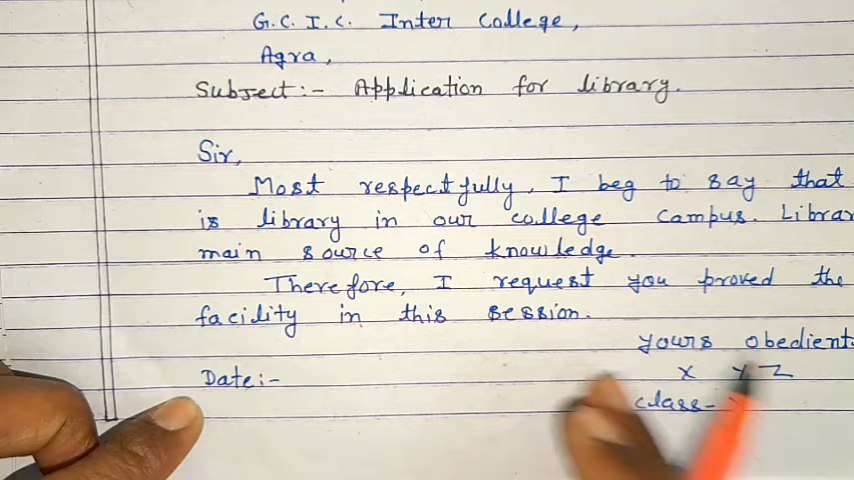 G.C.I.C. Inter College,
Agra,
Subject:- Application for library.
Sir,
Most respectfully, I beg to say that
is library in our college campus. Librar
main source of knowledge.
Therefore, I request you proved the
facility in this session.
yours obedient
x y z
Date:-
class-